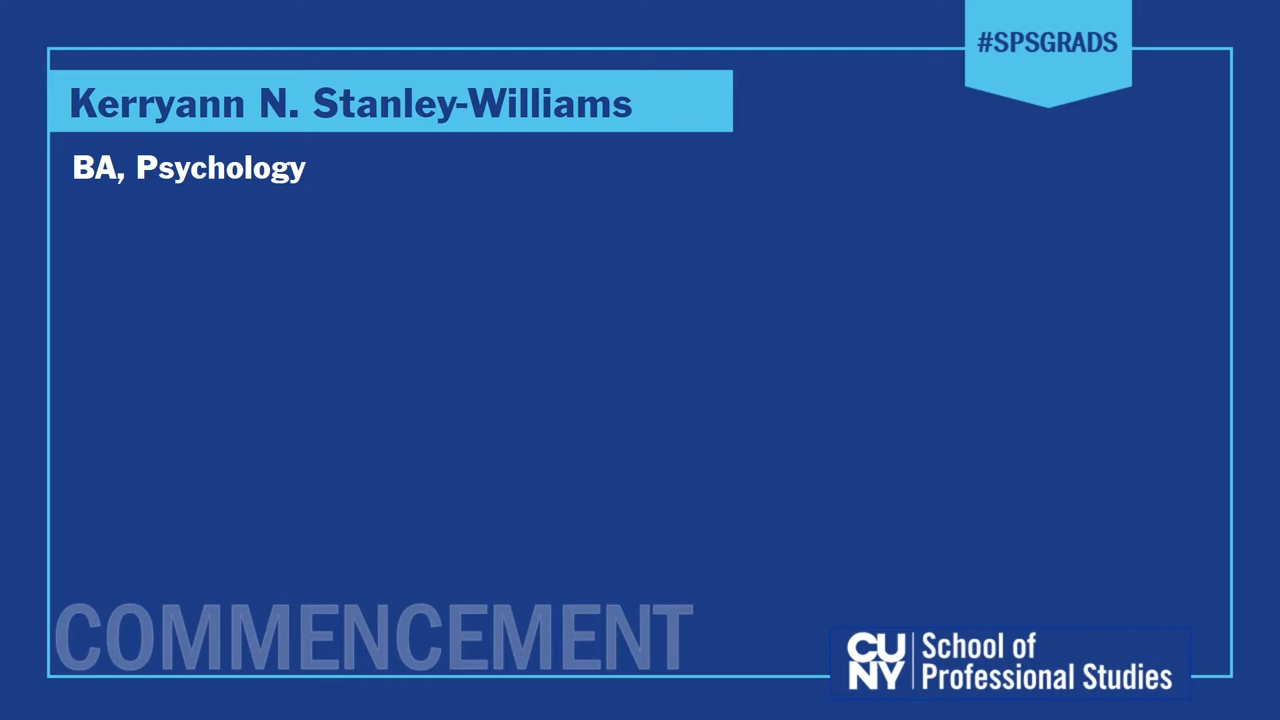 #SPSGRADS
Kerryann N. Stanley-Williams
BA, Psychology
COMMENCEMENT
CUNY
School of
Professional Studies